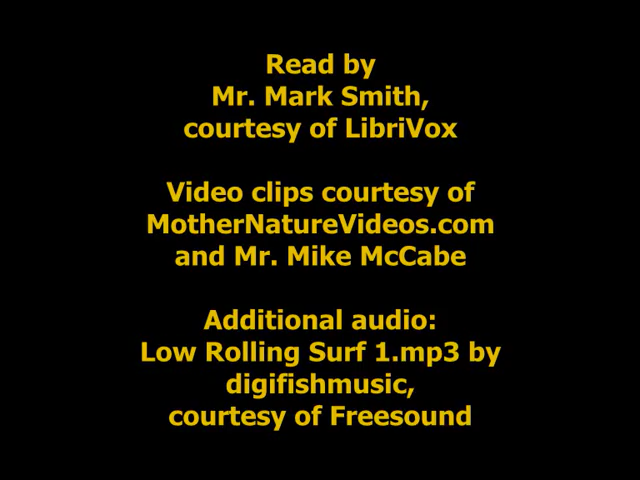 Read by
Mr. Mark Smith,
courtesy of LibriVox
Video clips courtesy of
MotherNatureVideos.com
and Mr. Mike McCabe
Additional audio:
Low Rolling Surf 1.mp3 by
digifishmusic,
courtesy of Freesound